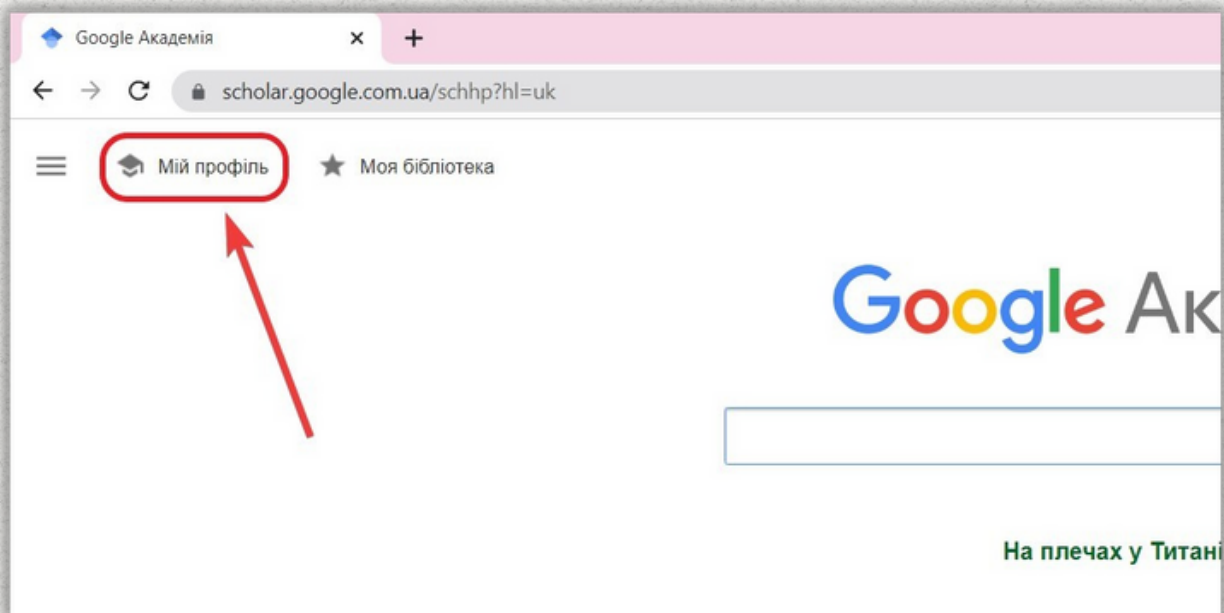 Google Академія
scholar.google.com.ua/schhp?hl=uk
Мій профіль Моя бібліотека
Google Ак
На плечах у Титані